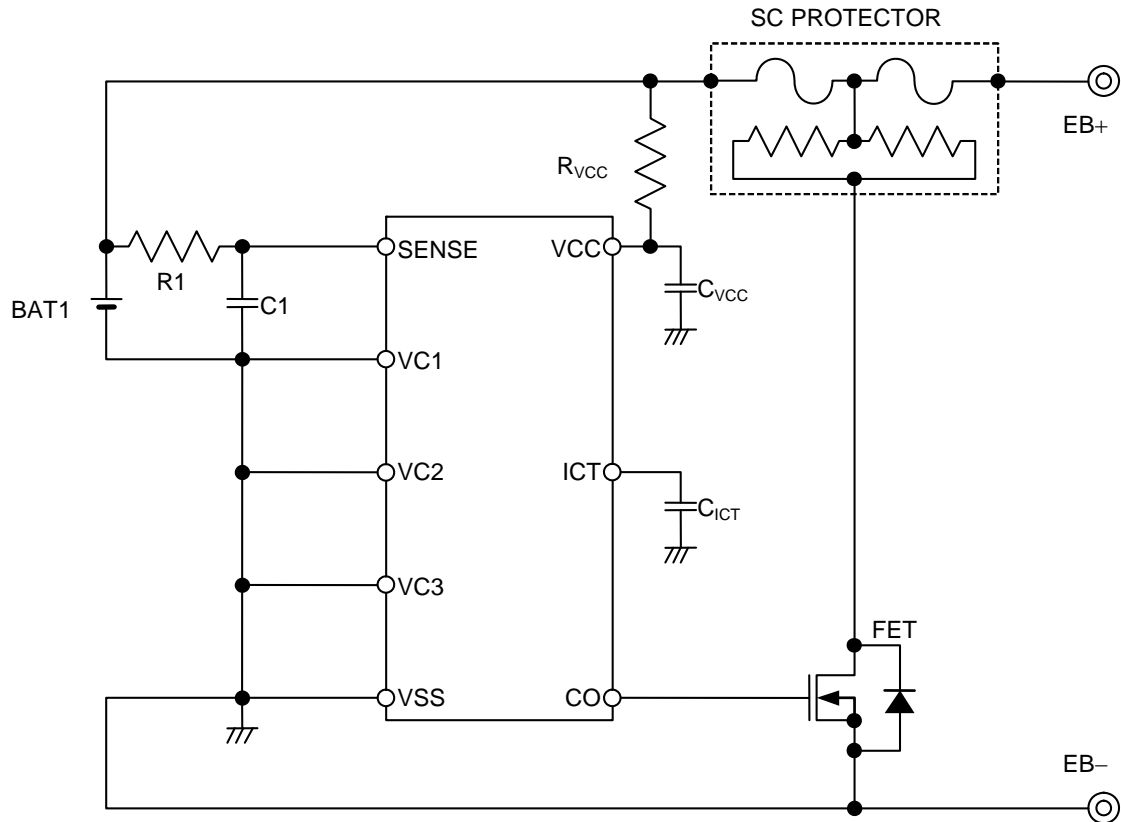 SC PROTECTOR
EB+
RVCC
SENSE
VCC
R1
BAT1
C1
CVCC
VC1
VC2
ICT
CICT
VC3
FET
VSS
CO
EB−